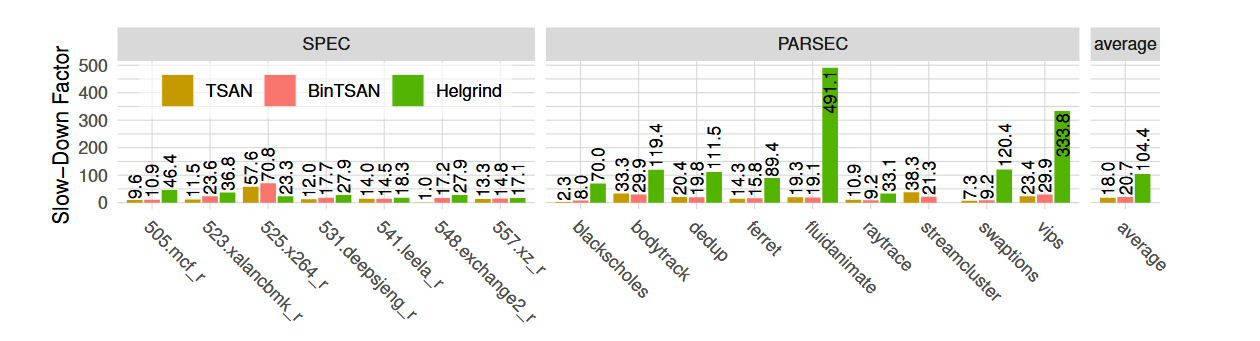 SPEC PARSEC average
Slow−Down Factor
500
400
300
200
100
0
TSAN BinTSAN Helgrind
9.6 10.9 46.4 11.5 23.6 36.8 57.6 70.8 23.3 12.0 17.7 27.9 14.0 14.5 18.3 1.0 17.2 27.9 13.3 14.8 17.1
2.3 8.0 70.0 33.3 29.9 119.4 20.4 19.8 111.5 14.3 15.8 89.4 19.3 19.1 491.1 10.9 9.2 33.1 38.3 21.3 7.3 9.2 120.4 23.4 29.9 333.8
18.0 20.7 104.4
505.mcf_r
523.xalancbmk_r
525.x264_r
531.deepsjeng_r
541.leela_r
548.exchange2_r
557.xz_r
blackscholes
bodytrack
dedup
ferret
fluidanimate
raytrace
streamcluster
swaptions
vips
average